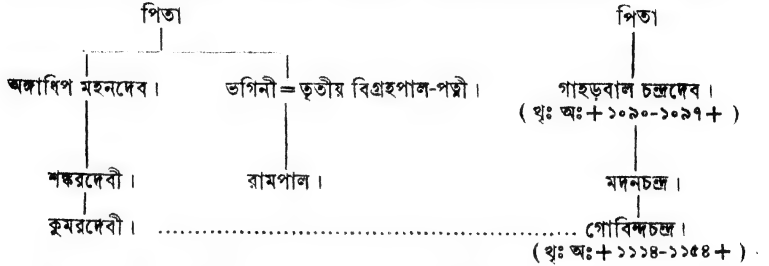 পিতা পিতা
অঙ্গাধিপ মহনদেব। ভগিনী = তৃতীয় বিগ্রহপাল-পত্নী। গাহড়বাল চন্দ্রদেব।
( খৃঃ অঃ + ১০৯০-১০৯৭ + )
শঙ্করদেবী। রামপাল। মদনচন্দ্র।
কুমরদেবী। ........................................ গোবিন্দচন্দ্র।
( খৃঃ অঃ + ১১১৪-১১৫৪ + )